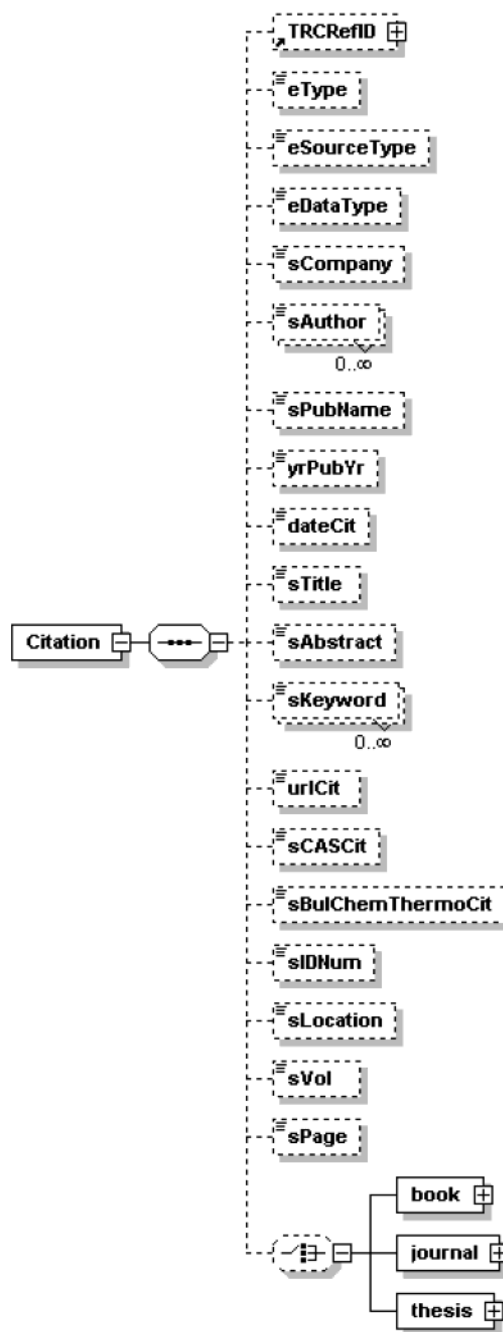 TRCRefID
eType
eSourceType
eDataType
sCompany
sAuthor
0..∞
sPubName
yrPubYr
dateCit
sTitle
Citation
sAbstract
sKeyword
0..∞
urlCit
sCASCit
sBulChemThermoCit
sIDNum
sLocation
sVol
sPage
book
journal
thesis